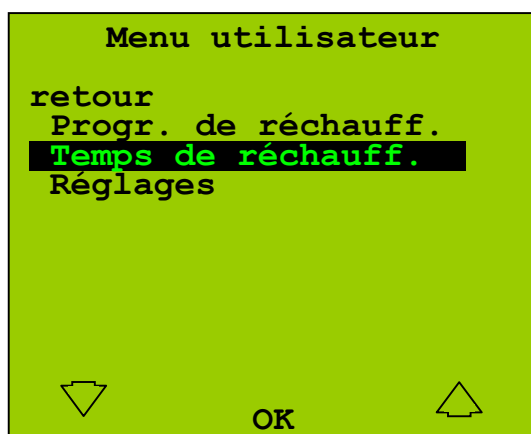 Menu utilisateur
retour
Progr. de réchauff.
Temps de réchauff.
Réglages
OK